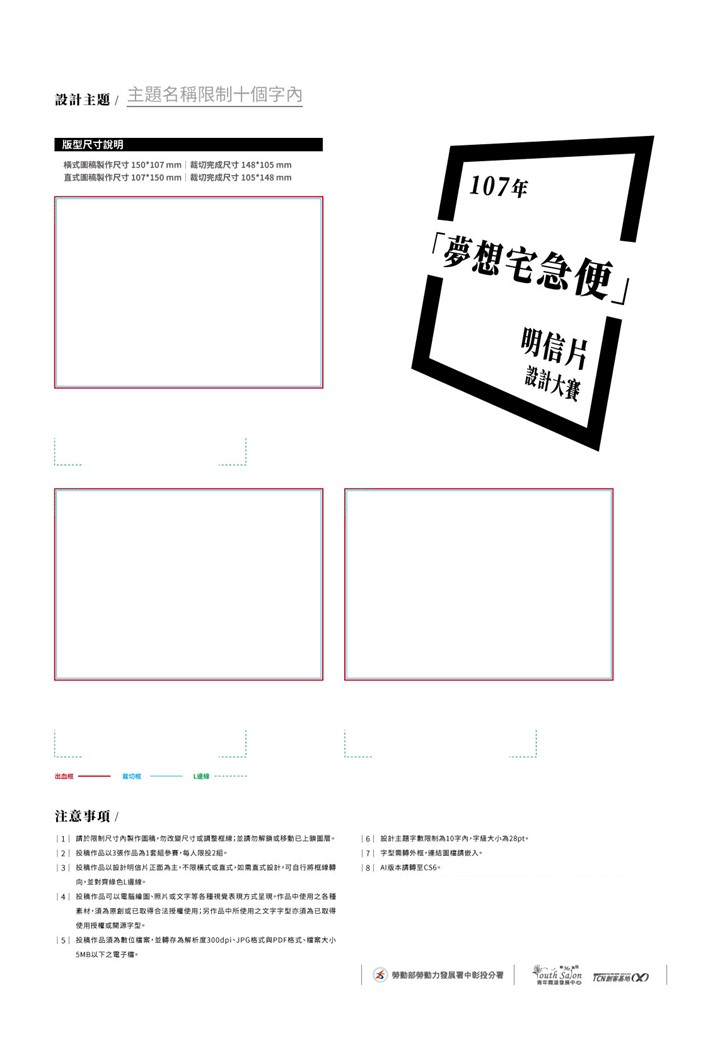 設計主題 / 主題名稱限制十個字內
版型尺寸說明
橫式圖稿製作尺寸 150*107 mm｜裁切完成尺寸 148*105 mm
直式圖稿製作尺寸 107*150 mm｜裁切完成尺寸 105*148 mm
107年
「夢想宅急便」
明信片
設計大賽
出血框
裁切框
L邊線
注意事項 /
｜1｜ 請於限制尺寸內製作圖稿，勿改變尺寸或調整框線；並請勿解鎖或移動已上鎖圖層。
｜2｜ 投稿作品以3張作品為1套組參賽，每人限投2組。
｜3｜ 投稿作品以設計明信片正面為主，不限橫式或直式，如需直式設計，可自行將框線轉
向，並對齊綠色L邊線。
｜4｜ 投稿作品可以電腦繪圖、照片或文字等各種視覺表現方式呈現。作品中使用之各種
素材，須為原創或已取得合法授權使用；另作品中所使用之文字字型亦須為已取得
使用授權或開源字型。
｜5｜ 投稿作品須為數位檔案，並轉存為解析度300dpi、JPG格式與PDF格式、檔案大小
5MB以下之電子檔。
｜6｜ 設計主題字數限制為10字內，字級大小為28pt。
｜7｜ 字型需轉外框，連結圖檔請嵌入。
｜8｜ AI版本請轉至CS6。
勞動部勞動力發展署中彰投分署
Youth Salon
青年職涯發展中心
TCN創客基地